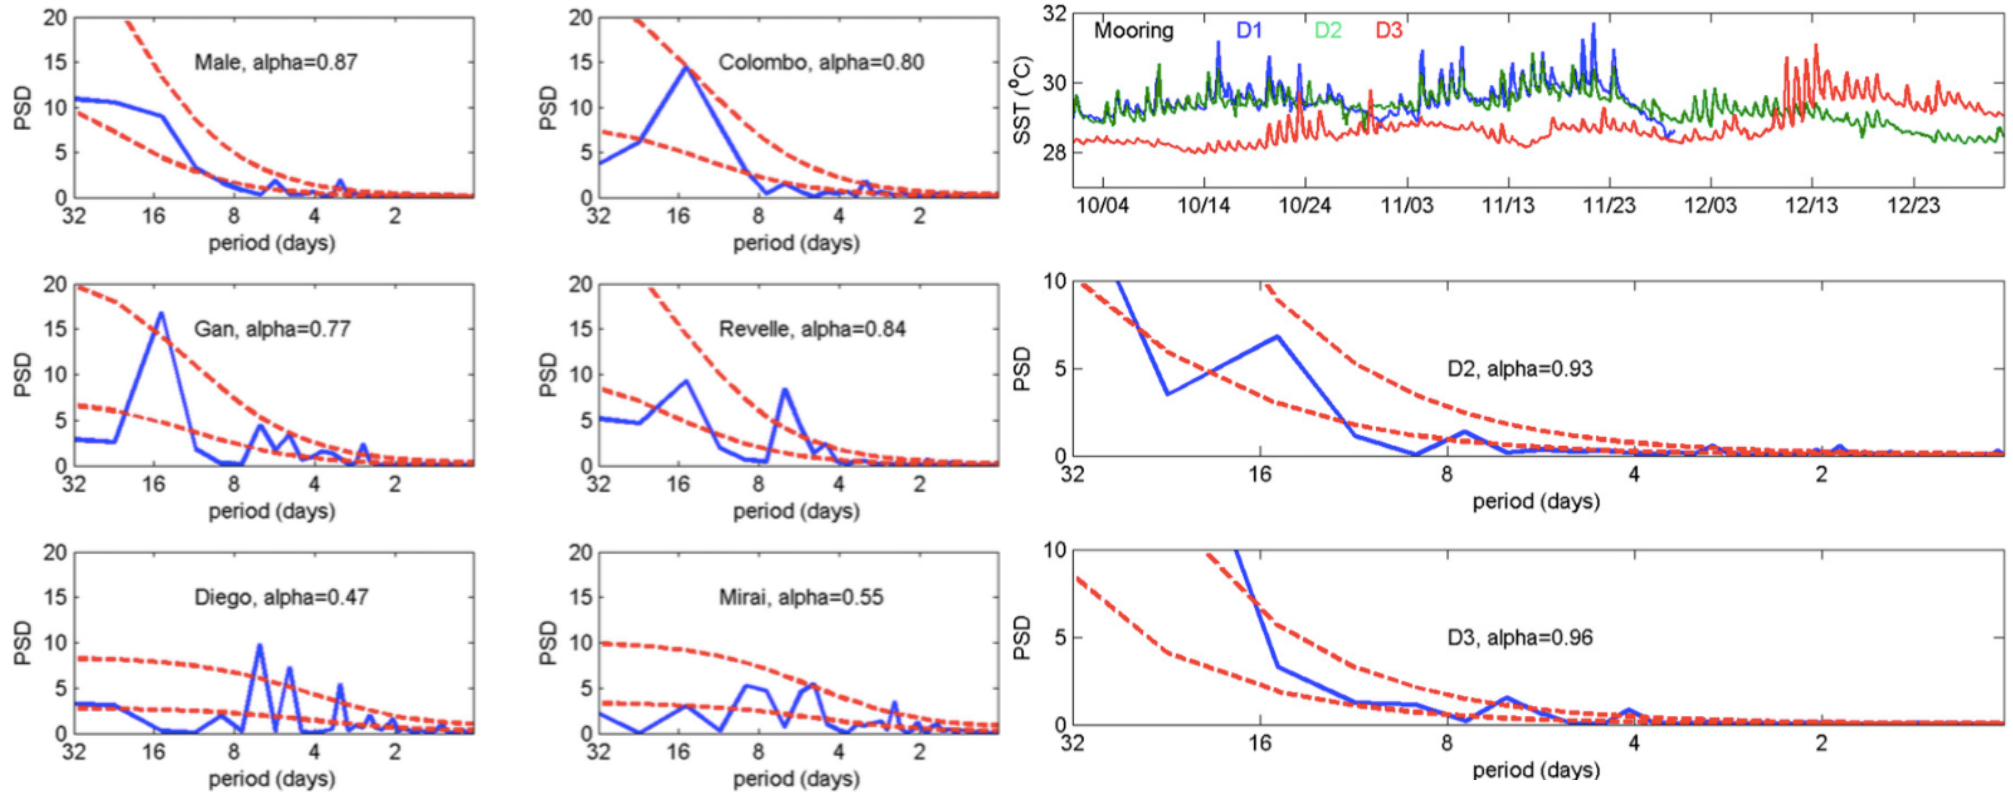 20
15
10
5
0
PSD
Male, alpha=0.87
32 16 8 4 2
period (days)
20
15
10
5
0
PSD
Colombo, alpha=0.80
32 16 8 4 2
period (days)
32
30
28
SST (°C)
Mooring D1 D2 D3
10/04 10/14 10/24 11/03 11/13 11/23 12/03 12/13 12/23
20
15
10
5
0
PSD
Gan, alpha=0.77
32 16 8 4 2
period (days)
20
15
10
5
0
PSD
Revelle, alpha=0.84
32 16 8 4 2
period (days)
10
5
0
PSD
D2, alpha=0.93
32 16 8 4 2
period (days)
20
15
10
5
0
PSD
Diego, alpha=0.47
32 16 8 4 2
period (days)
20
15
10
5
0
PSD
Mirai, alpha=0.55
32 16 8 4 2
period (days)
10
5
0
PSD
D3, alpha=0.96
32 16 8 4 2
period (days)